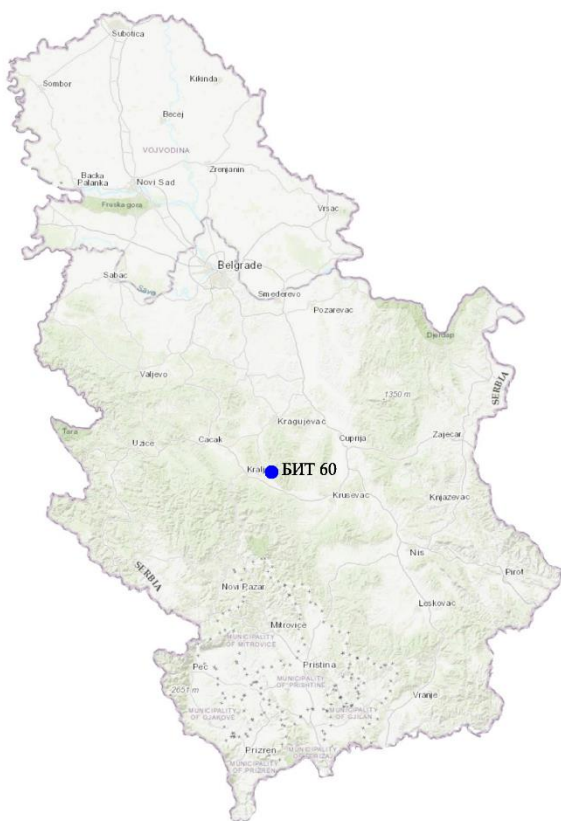 Subotica
Sombor
Kikinda
Becej
VOJVODINA
Backa
Palanka
Zrenjanin
Novi Sad
Fruska gora
Vrsac
Belgrade
Sabac
Sava
Smederevo
Pozarevac
Djerdap
SERBIA
Valjevo
1350 m
Kragujevac
Tara
Uzice
Cacak
Cuprija
Zajecar
БИТ 60
Krusevac
Knjazevac
Nis
Pirot
SERBIA
Novi Pazar
Leskovac
Mitrovice
MUNICIPALITY
OF MITROVICE
Pristina
Peć
2651 m
MUNICIPALITY
OF PRISHTINE
Vranje
MUNICIPALITY
OF GJAKOVE
MUNICIPALITY
OF GJILAN
Prizren
MUNICIPALITY
OF PRIZREN